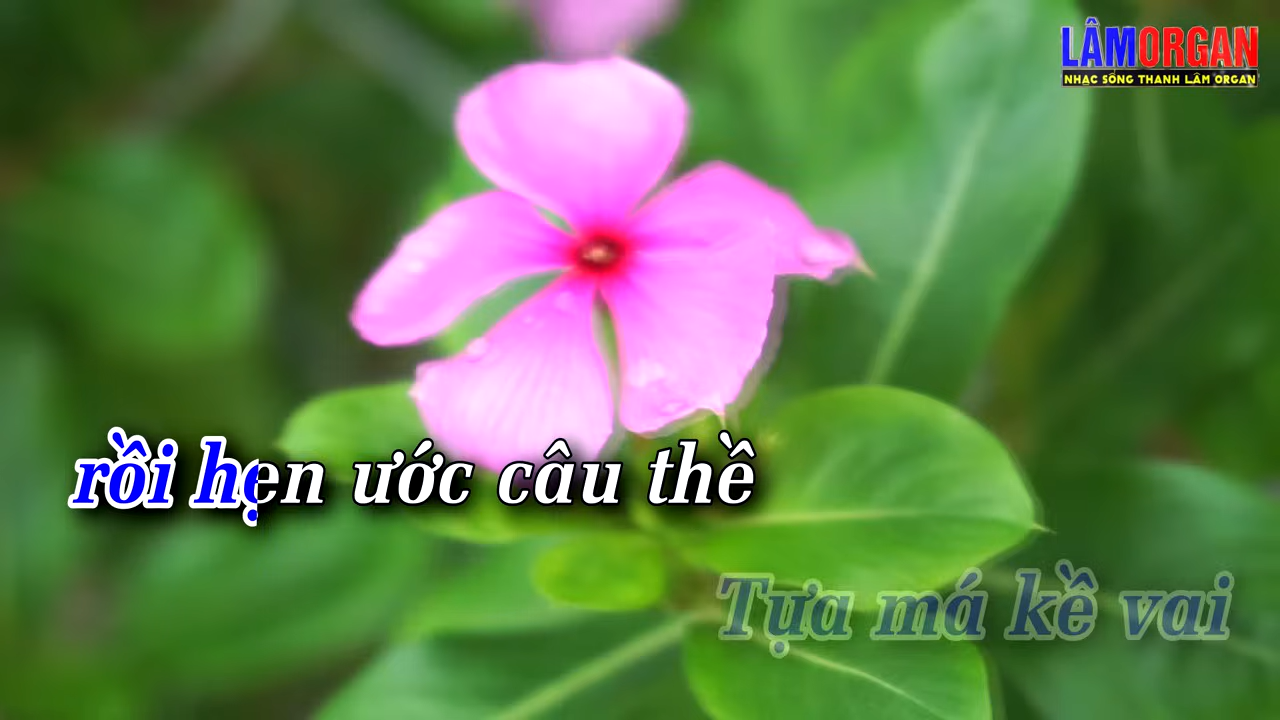 LÂMORGAN
NHẠC SỐNG THANH LÂM ORGAN
rồi hẹn ước câu thề
Tựa má kề vai